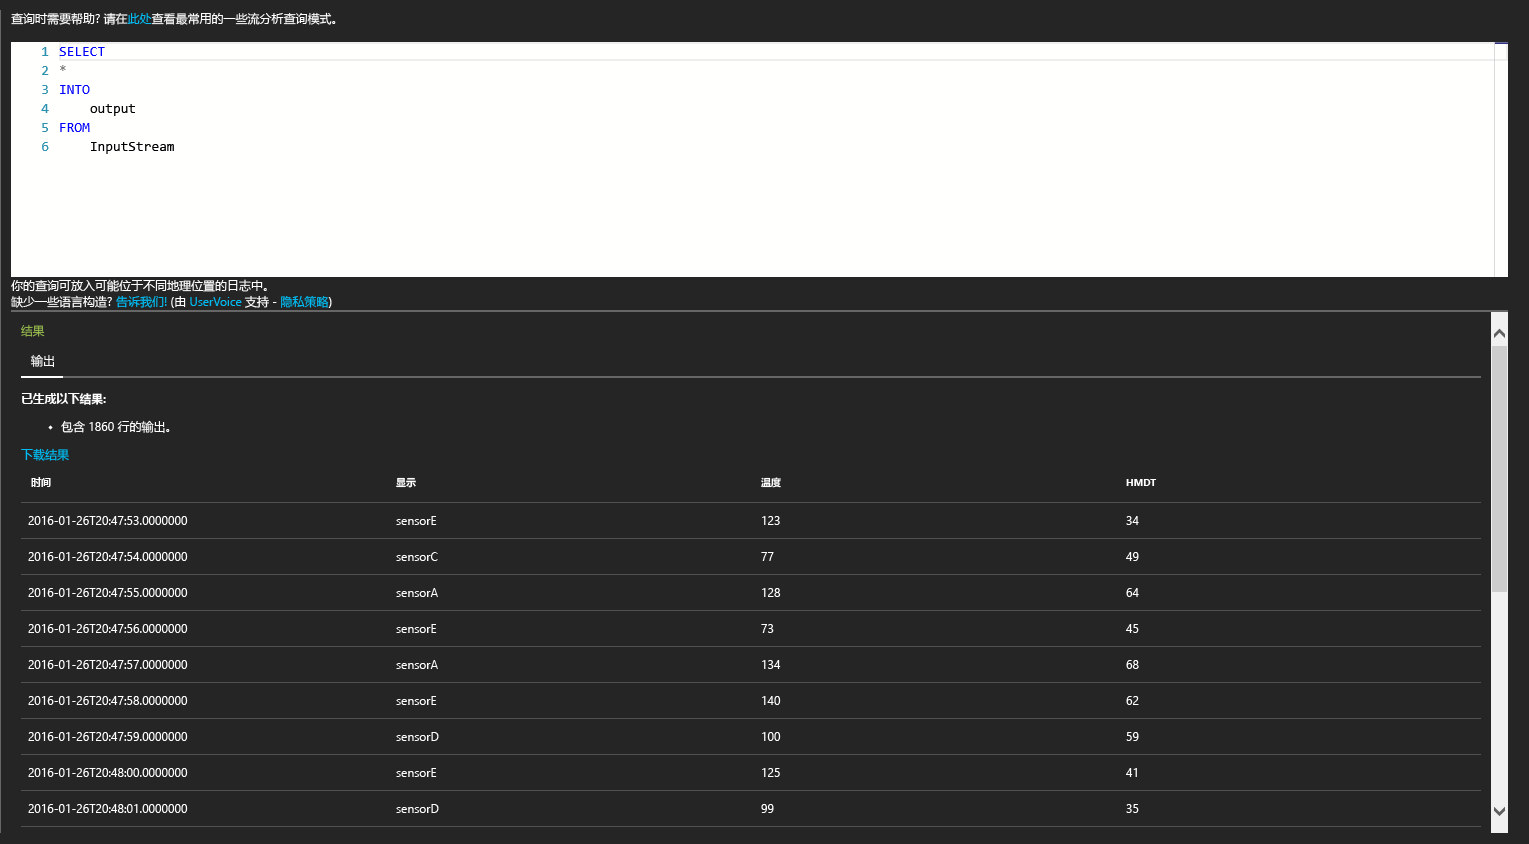 查询时需要帮助? 请在此处查看最常用的一些流分析查询模式。
1 SELECT
2 *
3 INTO
4 output
5 FROM
6 InputStream
你的查询可放入可能位于不同地理位置的日志中。
缺少一些语言构造? 告诉我们! (由 UserVoice 支持 - 隐私策略)
结果
输出
已生成以下结果:
• 包含 1860 行的输出。
下载结果
时间 显示 温度 HMDT
2016-01-26T20:47:53.0000000 sensorE 123 34
2016-01-26T20:47:54.0000000 sensorC 77 49
2016-01-26T20:47:55.0000000 sensorA 128 64
2016-01-26T20:47:56.0000000 sensorE 73 45
2016-01-26T20:47:57.0000000 sensorA 134 68
2016-01-26T20:47:58.0000000 sensorE 140 62
2016-01-26T20:47:59.0000000 sensorD 100 59
2016-01-26T20:48:00.0000000 sensorE 125 41
2016-01-26T20:48:01.0000000 sensorD 99 35